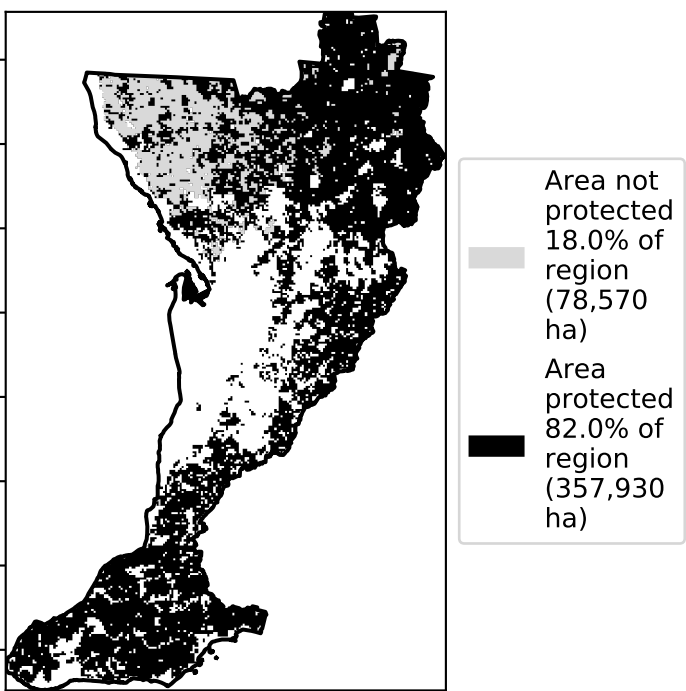 Area not
protected
18.0% of
region
(78,570
ha)
Area
protected
82.0% of
region
(357,930
ha)